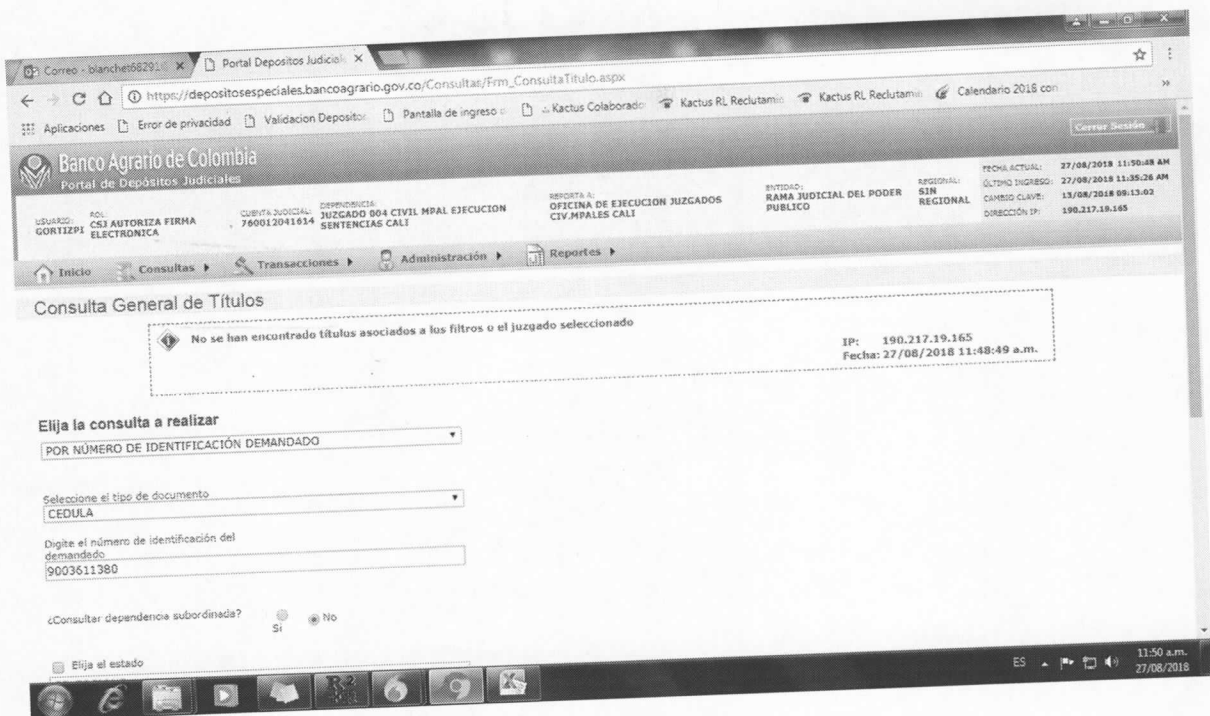 Correo - blanchet68291
Portal Depositos Judicial
https://depositosespeciales.bancoagrario.gov.co/Consultas/Frm_ConsultaTitulo.aspx
Aplicaciones Error de privacidad Validacion Depositor Pantalla de ingreso Kactus Colaborado Kactus RL Reclutamin Kactus RL Reclutamin Calendario 2018 con
Cerrar Sesión
Banco Agrario de Colombia
Portal de Depósitos Judiciales
USUARIO:
GORTIZPI
ROL:
CSJ AUTORIZA FIRMA
ELECTRONICA
CUENTA JUDICIAL:
760012041614
DEPENDENCIA:
JUZGADO 004 CIVIL MPAL EJECUCION
SENTENCIAS CALI
REPORTA A:
OFICINA DE EJECUCION JUZGADOS
CIV.MPALES CALI
ENTIDAD:
RAMA JUDICIAL DEL PODER
PUBLICO
REGIONAL:
SIN
REGIONAL
FECHA ACTUAL: 27/08/2018 11:50:48 AM
ÚLTIMO INGRESO: 27/08/2018 11:35:26 AM
CAMBIO CLAVE: 13/08/2018 09:13:02
DIRECCIÓN IP: 190.217.19.165
Inicio Consultas Transacciones Administración Reportes
Consulta General de Títulos
No se han encontrado títulos asociados a los filtros o el juzgado seleccionado
IP: 190.217.19.165
Fecha: 27/08/2018 11:48:49 a.m.
Elija la consulta a realizar
POR NÚMERO DE IDENTIFICACIÓN DEMANDADO
Seleccione el tipo de documento
CEDULA
Digite el número de identificación del
demandado
9003611380
¿Consultar dependencia subordinada?
Si
No
Elija el estado
ES
11:50 a.m.
27/08/2018